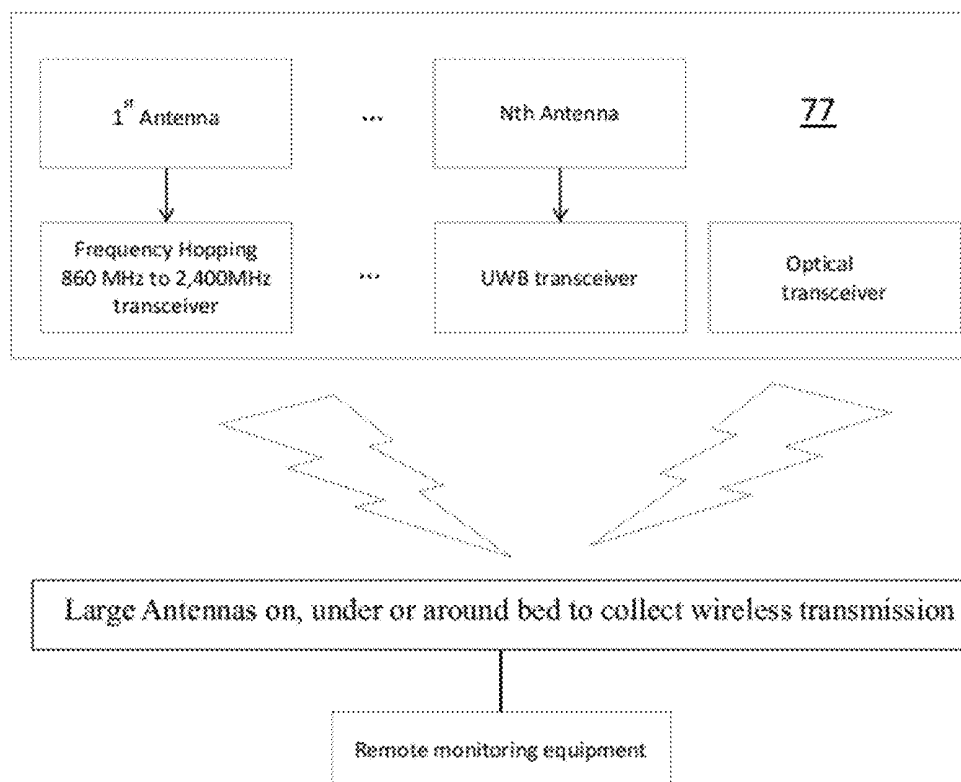 1st Antenna
...
Nth Antenna
77
Frequency Hopping
860 MHz to 2,400MHz
transceiver
...
UWB transceiver
Optical
transceiver
Large Antennas on, under or around bed to collect wireless transmission
Remote monitoring equipment